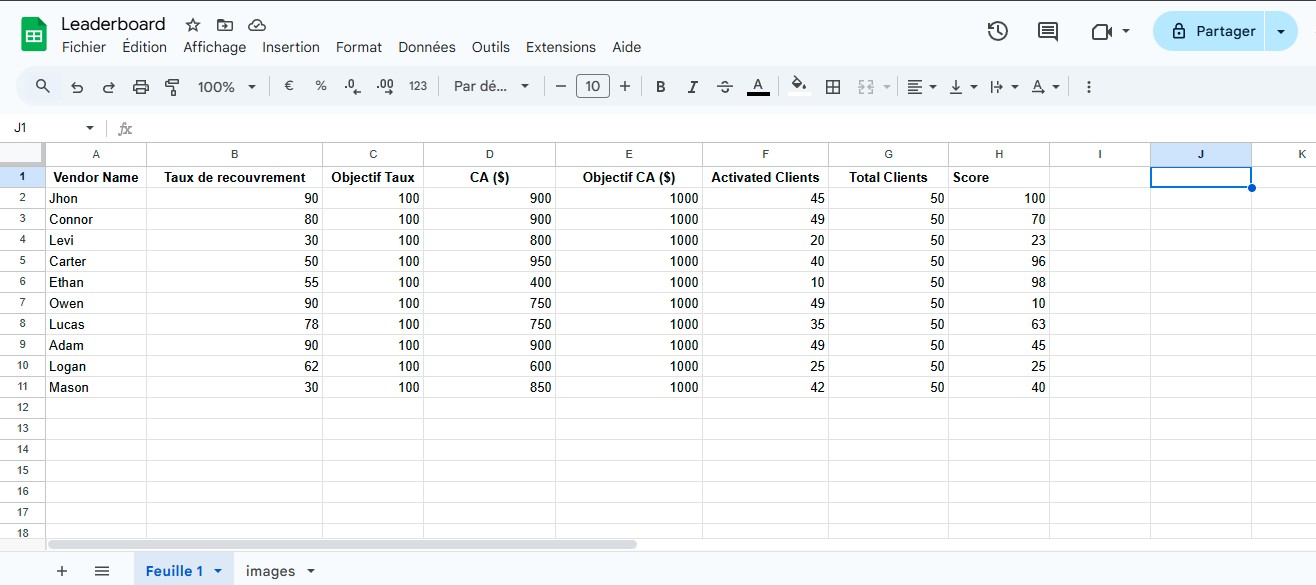 Leaderboard
Fichier Édition Affichage Insertion Format Données Outils Extensions Aide
Partager
100% € % .0 .00 123 Par dé... − 10 + B I S A A
J1 fx
A B C D E F G H I J K
1 Vendor Name Taux de recouvrement Objectif Taux CA ($) Objectif CA ($) Activated Clients Total Clients Score
2 Jhon 90 100 900 1000 45 50 100
3 Connor 80 100 900 1000 49 50 70
4 Levi 30 100 800 1000 20 50 23
5 Carter 50 100 950 1000 40 50 96
6 Ethan 55 100 400 1000 10 50 98
7 Owen 90 100 750 1000 49 50 10
8 Lucas 78 100 750 1000 35 50 63
9 Adam 90 100 900 1000 49 50 45
10 Logan 62 100 600 1000 25 50 25
11 Mason 30 100 850 1000 42 50 40
12
13
14
15
16
17
18
+ Feuille 1 images